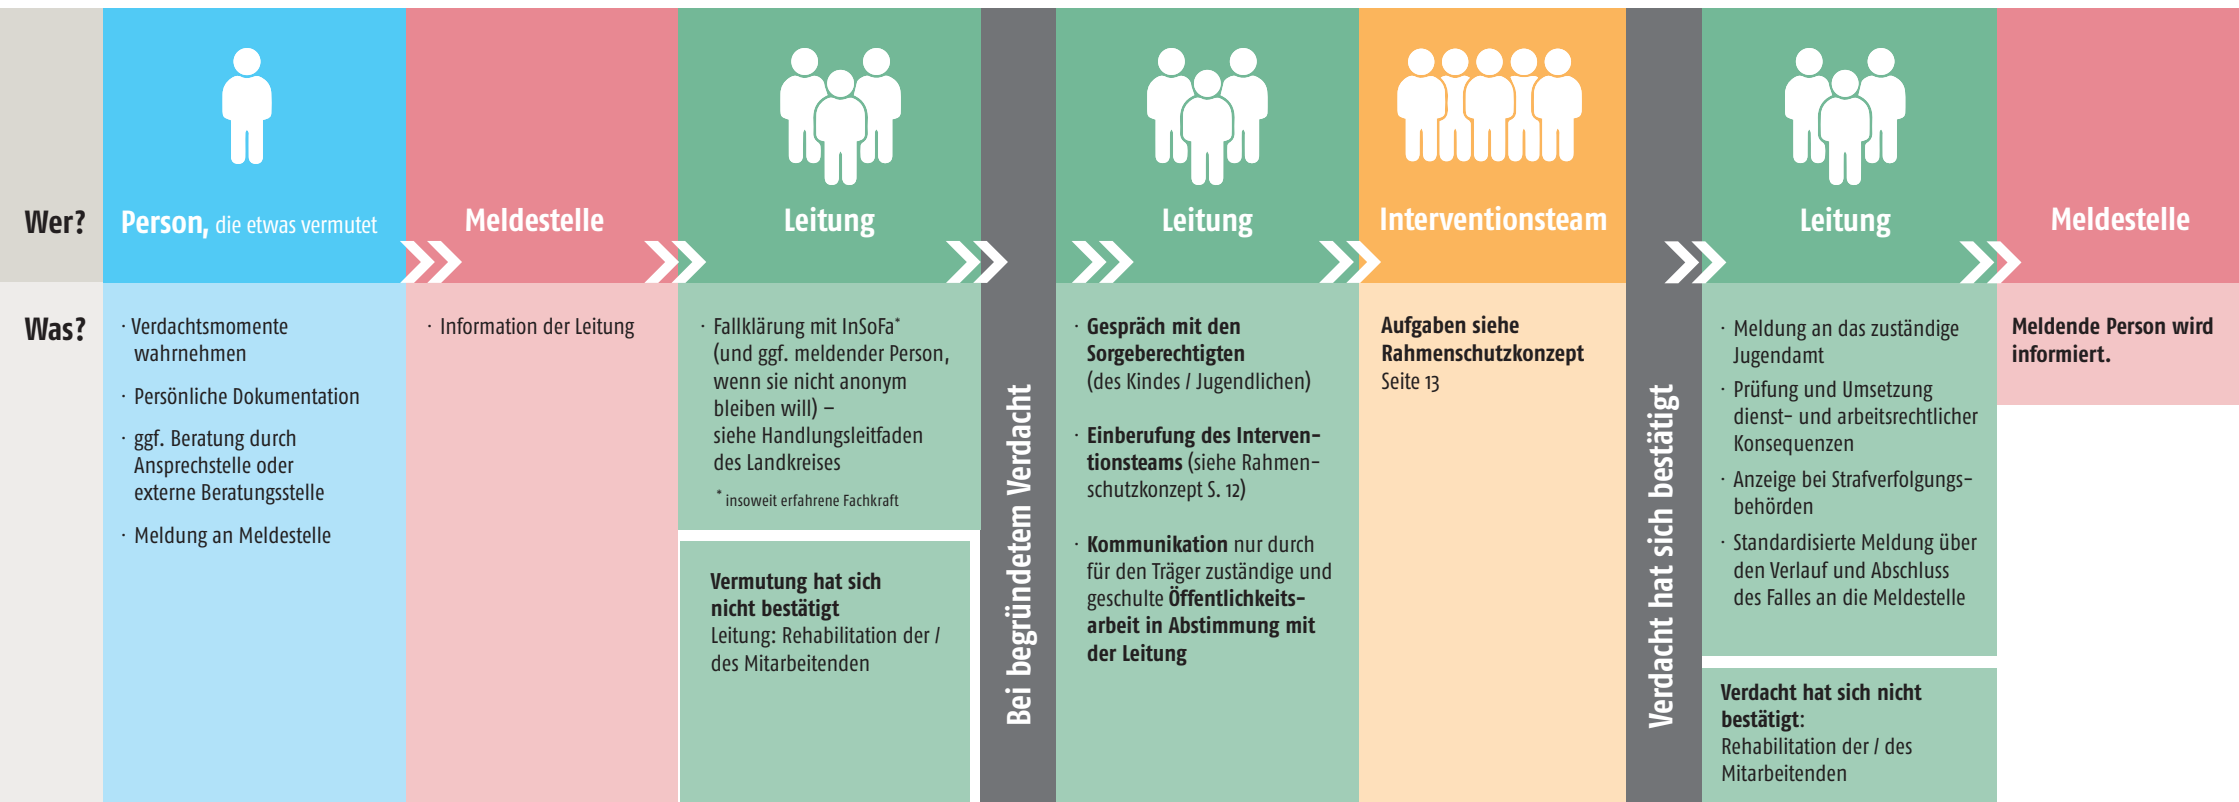 Wer?
Person, die etwas vermutet
Meldestelle
Leitung
Leitung
Interventionsteam
Leitung
Meldestelle
Was?
· Verdachtsmomente
wahrnehmen
· Persönliche Dokumentation
· ggf. Beratung durch
Ansprechstelle oder
externe Beratungsstelle
· Meldung an Meldestelle
· Information der Leitung
· Fallklärung mit InSoFa*
(und ggf. meldender Person,
wenn sie nicht anonym
bleiben will) –
siehe Handlungsleitfaden
des Landkreises
* insoweit erfahrene Fachkraft
Vermutung hat sich
nicht bestätigt
Leitung: Rehabilitation der /
des Mitarbeitenden
Bei begründetem Verdacht
· Gespräch mit den
Sorgeberechtigten
(des Kindes / Jugendlichen)
· Einberufung des Interven-
tionsteams (siehe Rahmen-
schutzkonzept S. 12)
· Kommunikation nur durch
für den Träger zuständige und
geschulte Öffentlichkeits-
arbeit in Abstimmung mit
der Leitung
Aufgaben siehe
Rahmenschutzkonzept
Seite 13
Verdacht hat sich bestätigt
· Meldung an das zuständige
Jugendamt
· Prüfung und Umsetzung
dienst- und arbeitsrechtlicher
Konsequenzen
· Anzeige bei Strafverfolgungs-
behörden
· Standardisierte Meldung über
den Verlauf und Abschluss
des Falles an die Meldestelle
Verdacht hat sich nicht
bestätigt:
Rehabilitation der / des
Mitarbeitenden
Meldende Person wird
informiert.